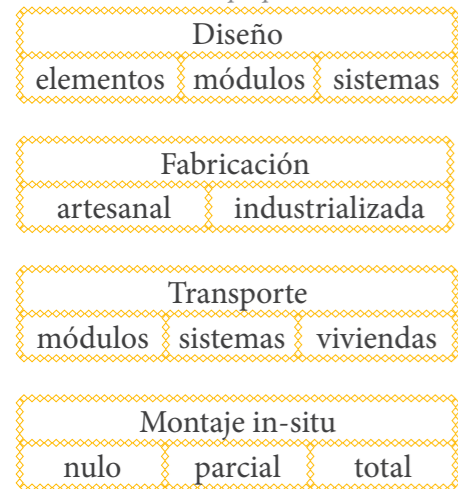 Diseño
elementos módulos sistemas
Fabricación
artesanal industrializada
Transporte
módulos sistemas viviendas
Montaje in-situ
nulo parcial total